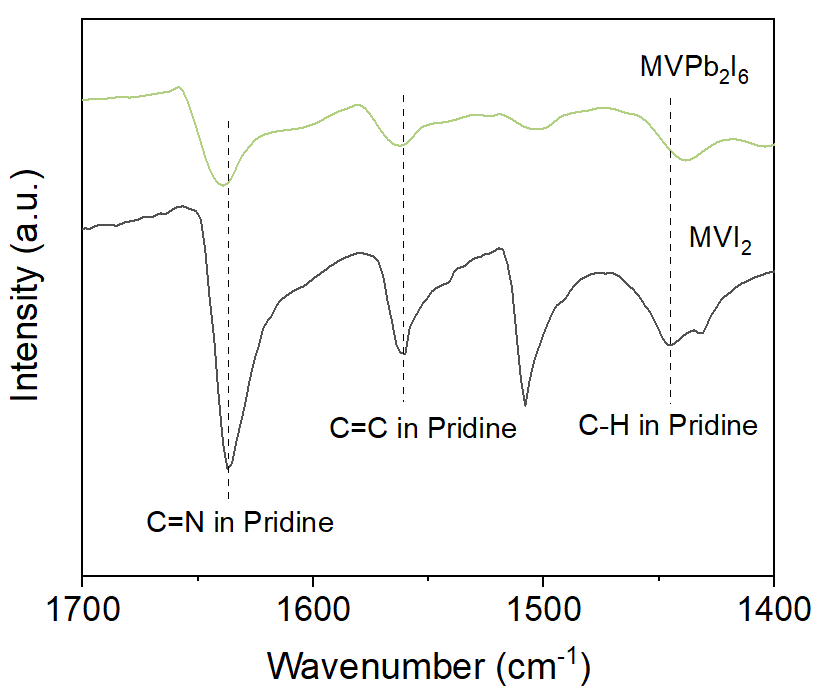 MVPb₂I₆
MVI₂
Intensity (a.u.)
C=C in Pridine
C-H in Pridine
C=N in Pridine
1700
1600
1500
1400
Wavenumber (cm⁻¹)